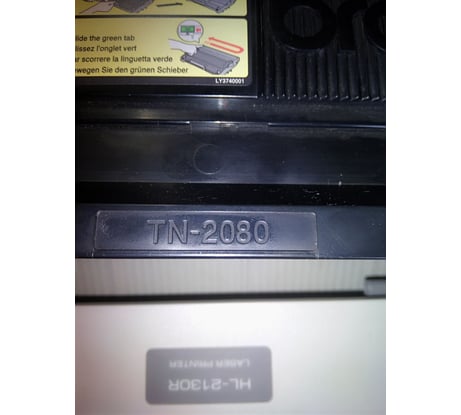 lide the green tab
lissez l'onglet vert
ar scorrere la linguetta verde
ewegen Sie den grünen Schieber
LY3740001
TN-2080
HL-2130R
LASER PRINTER